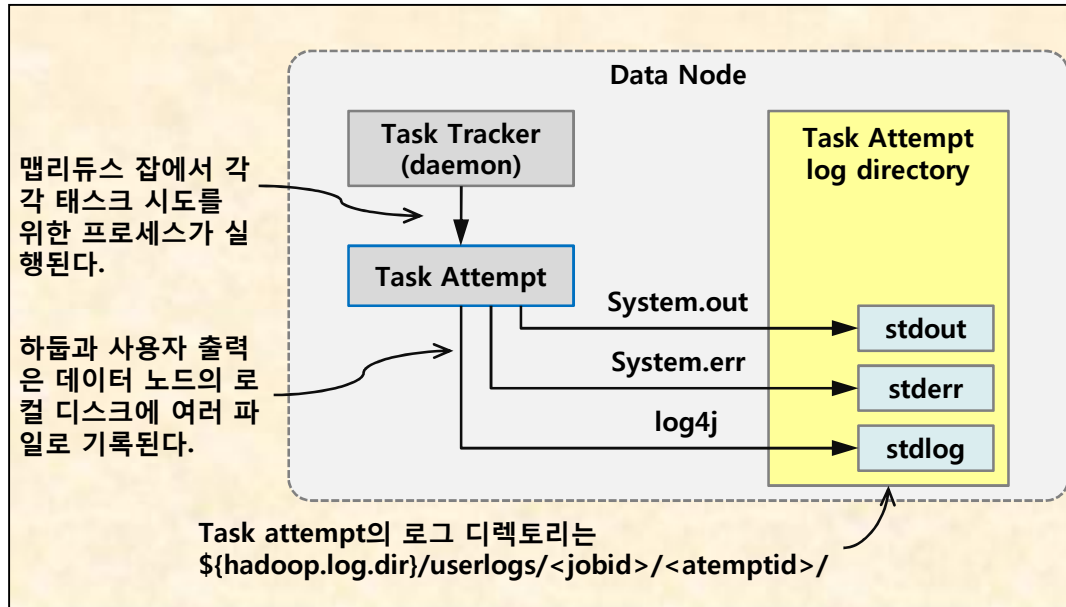 Data Node
Task Tracker
(daemon)
Task Attempt
log directory
맵리듀스 잡에서 각
각 태스크 시도를
위한 프로세스가 실
행된다.
Task Attempt
System.out
stdout
하둡과 사용자 출력
은 데이터 노드의 로
컬 디스크에 여러 파
일로 기록된다.
System.err
stderr
log4j
stdlog
Task attempt의 로그 디렉토리는
${hadoop.log.dir}/userlogs/<jobid>/<atemptid>/